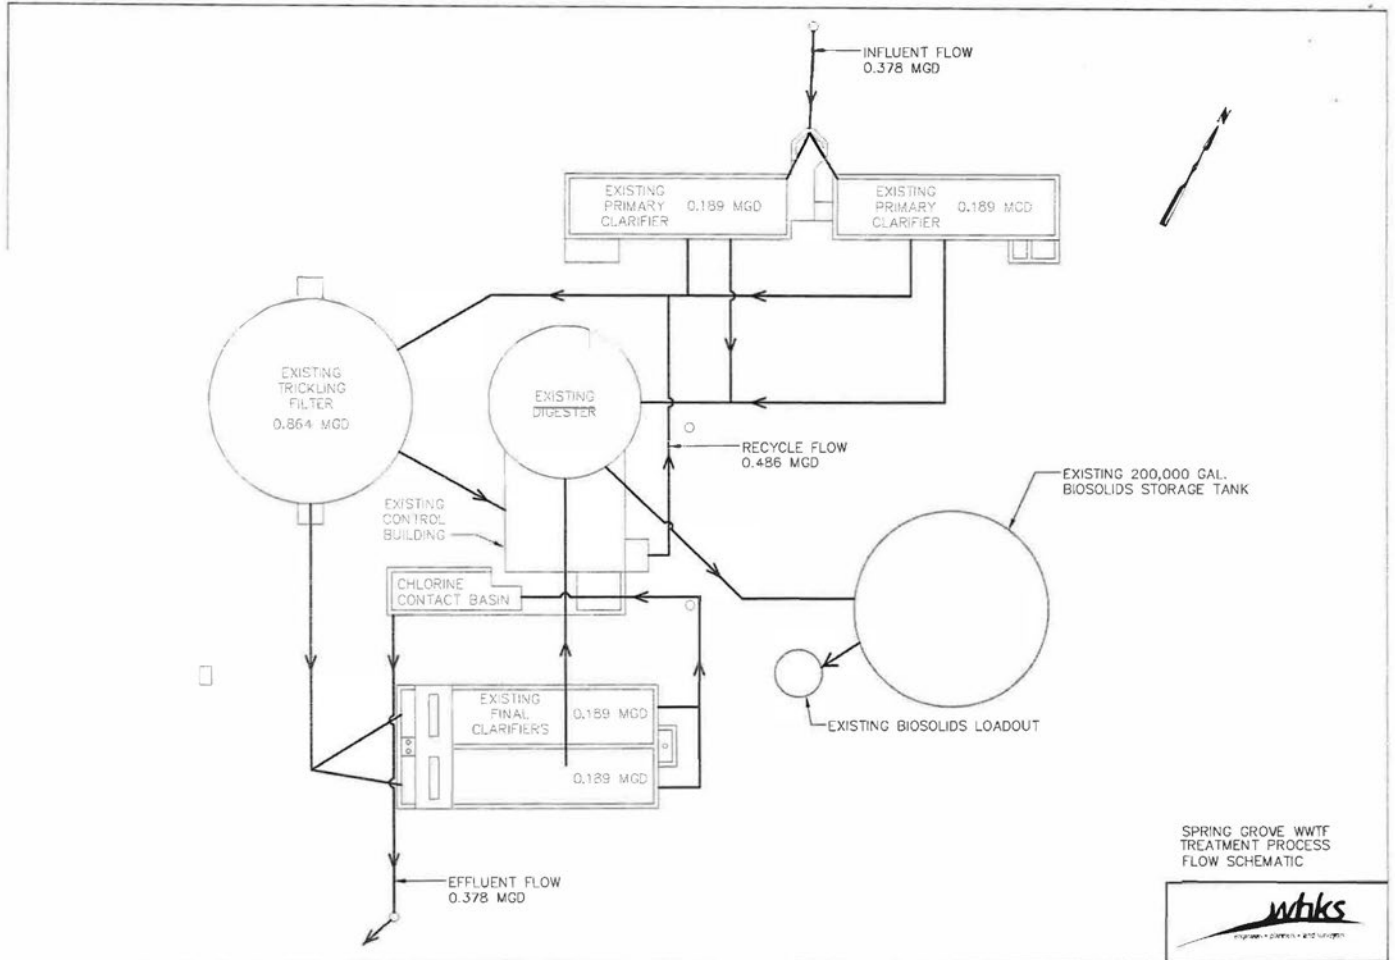 INFLUENT FLOW
0.378 MGD
N
EXISTING
PRIMARY
CLARIFIER
0.189 MGD
EXISTING
PRIMARY
CLARIFIER
0.189 MGD
EXISTING
TRICKLING
FILTER
0.864 MGD
EXISTING
DIGESTER
RECYCLE FLOW
0.486 MGD
EXISTING 200,000 GAL.
BIOSOLIDS STORAGE TANK
EXISTING
CONTROL
BUILDING
CHLORINE
CONTACT BASIN
EXISTING
FINAL
CLARIFIERS
0.189 MGD
0.189 MGD
EXISTING BIOSOLIDS LOADOUT
EFFLUENT FLOW
0.378 MGD
SPRING GROVE WWTF
TREATMENT PROCESS
FLOW SCHEMATIC
whks